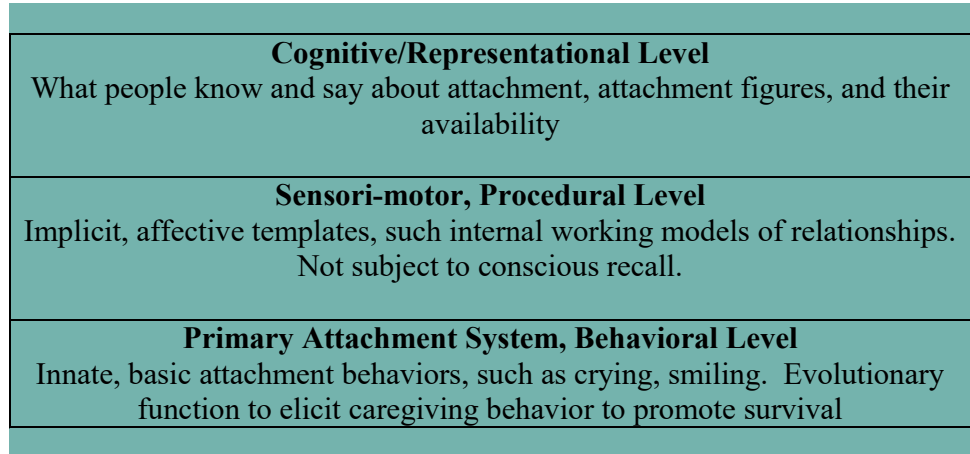 Cognitive/Representational Level
What people know and say about attachment, attachment figures, and their
availability
Sensori-motor, Procedural Level
Implicit, affective templates, such internal working models of relationships.
Not subject to conscious recall.
Primary Attachment System, Behavioral Level
Innate, basic attachment behaviors, such as crying, smiling.  Evolutionary
function to elicit caregiving behavior to promote survival